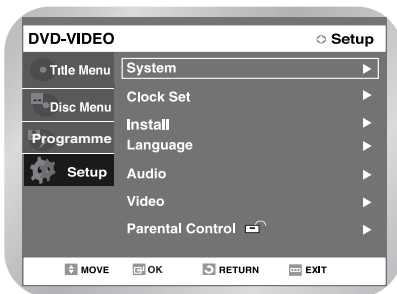 DVD-VIDEO Setup
Title Menu
System
Disc Menu
Clock Set
Programme
Install
Language
Setup
Audio
Video
Parental Control
MOVE OK RETURN EXIT